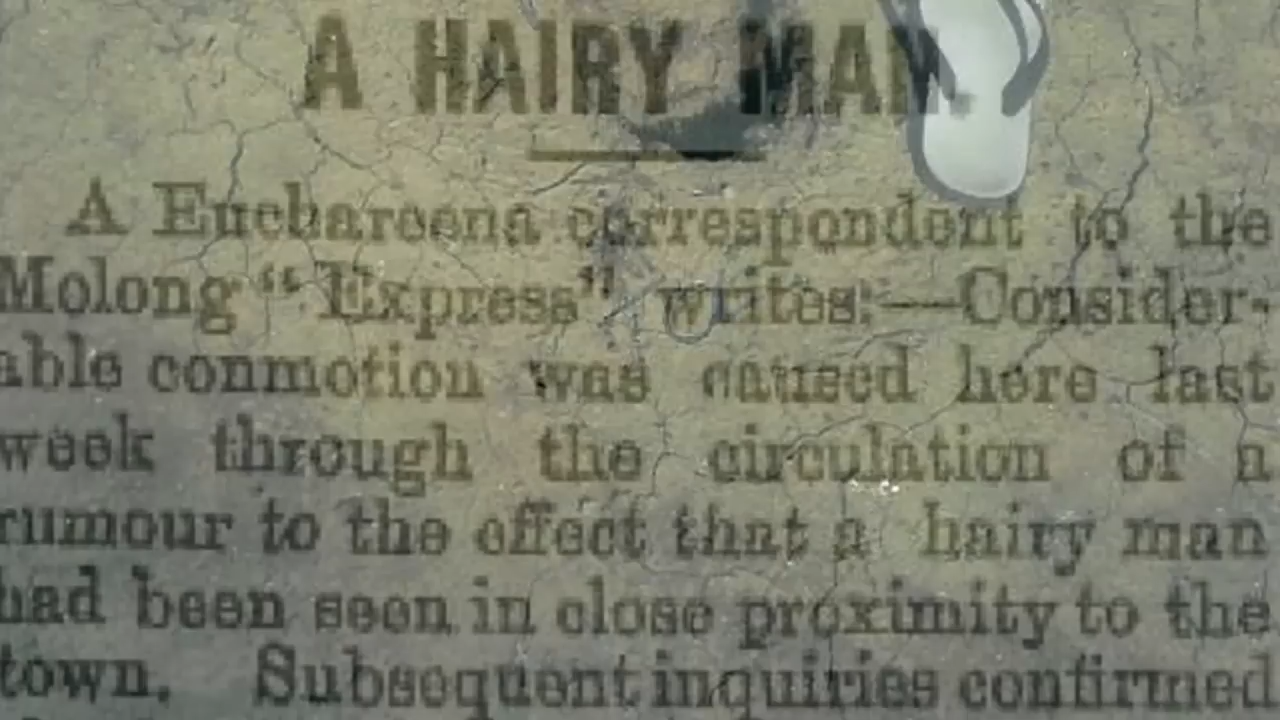 A HAIRY MAN.
A Euchareena correspondent to the
Molong "Express" writes:—Consider-
able conmotion was caused here last
week through the circulation of a
rumour to the effect that a hairy man
had been seen in close proximity to the
town. Subsequent inquiries confirmed